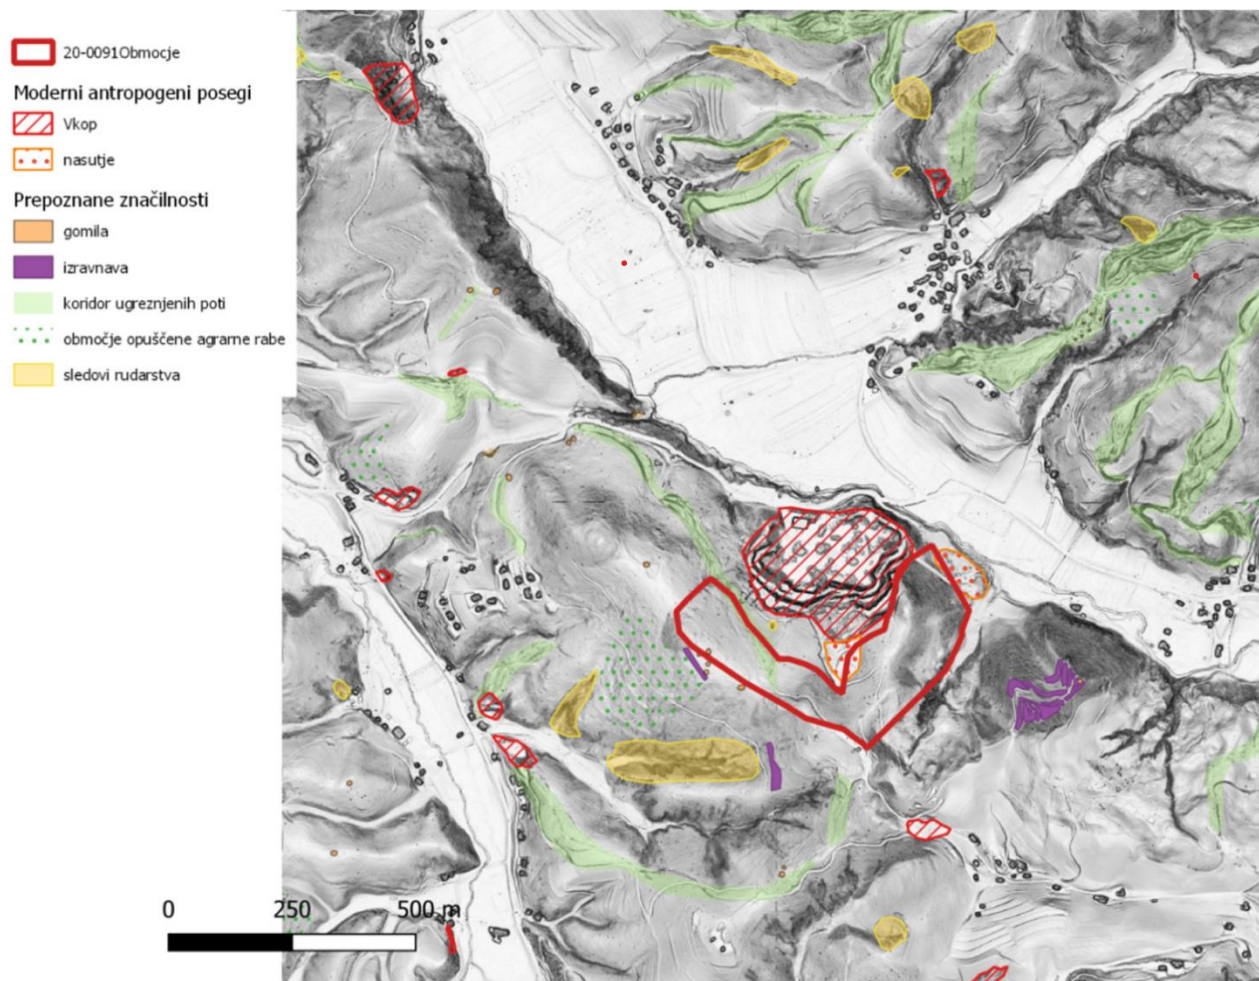 20-0091Obmocje
Moderni antropogeni posegi
Vkop
nasutje
Prepoznane značilnosti
gomila
izravnava
koridor ugreznjenih poti
območje opuščene agrarne rabe
sledovi rudarstva
0 250 500 m